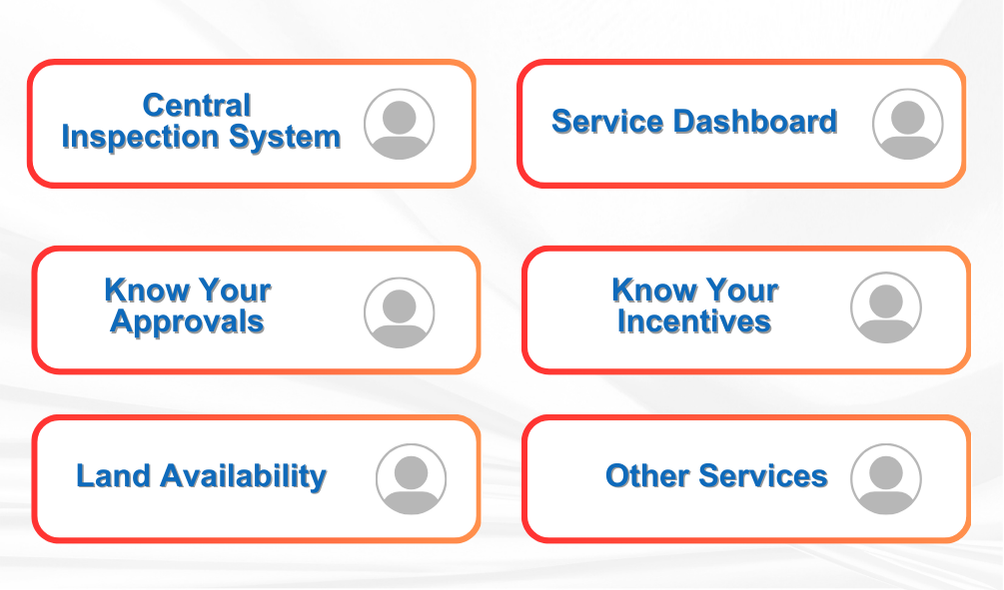 Central
Inspection System
Service Dashboard
Know Your
Approvals
Know Your
Incentives
Land Availability
Other Services